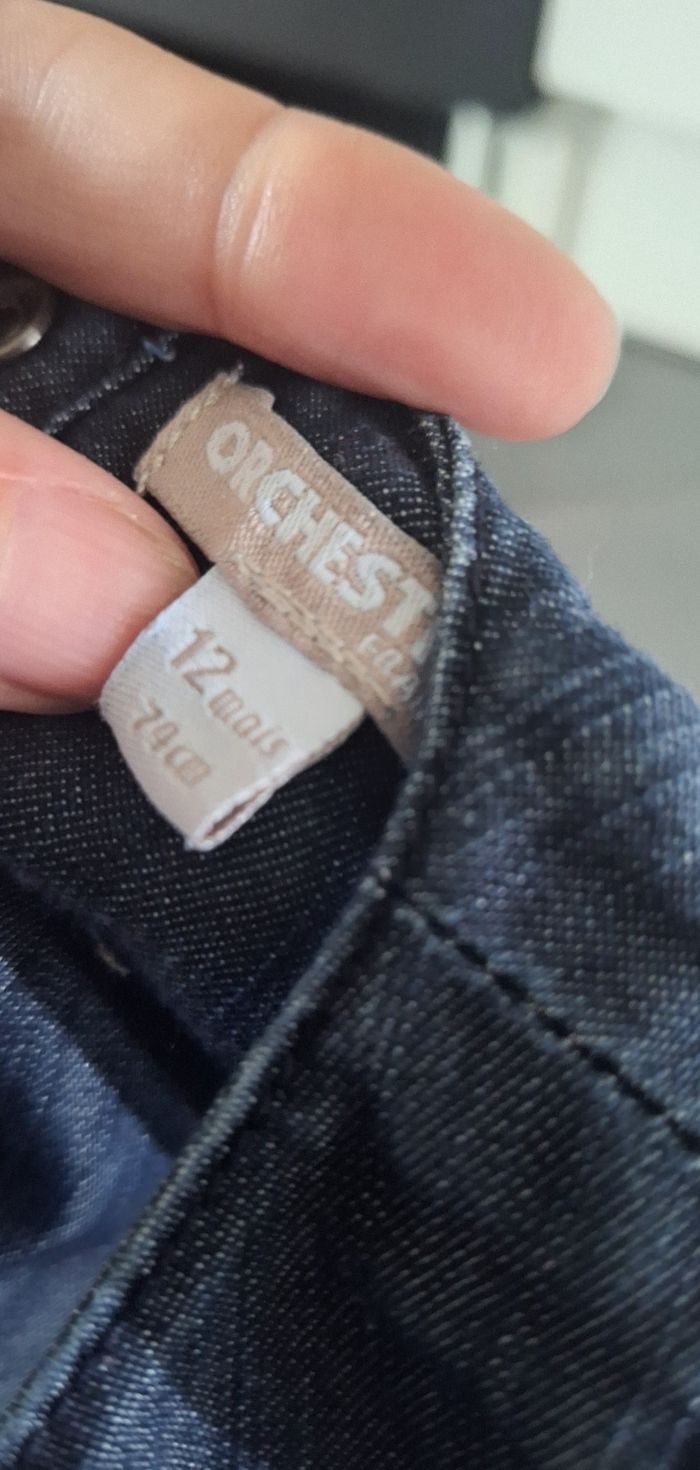 ORCHEST
12 mois
74 cm